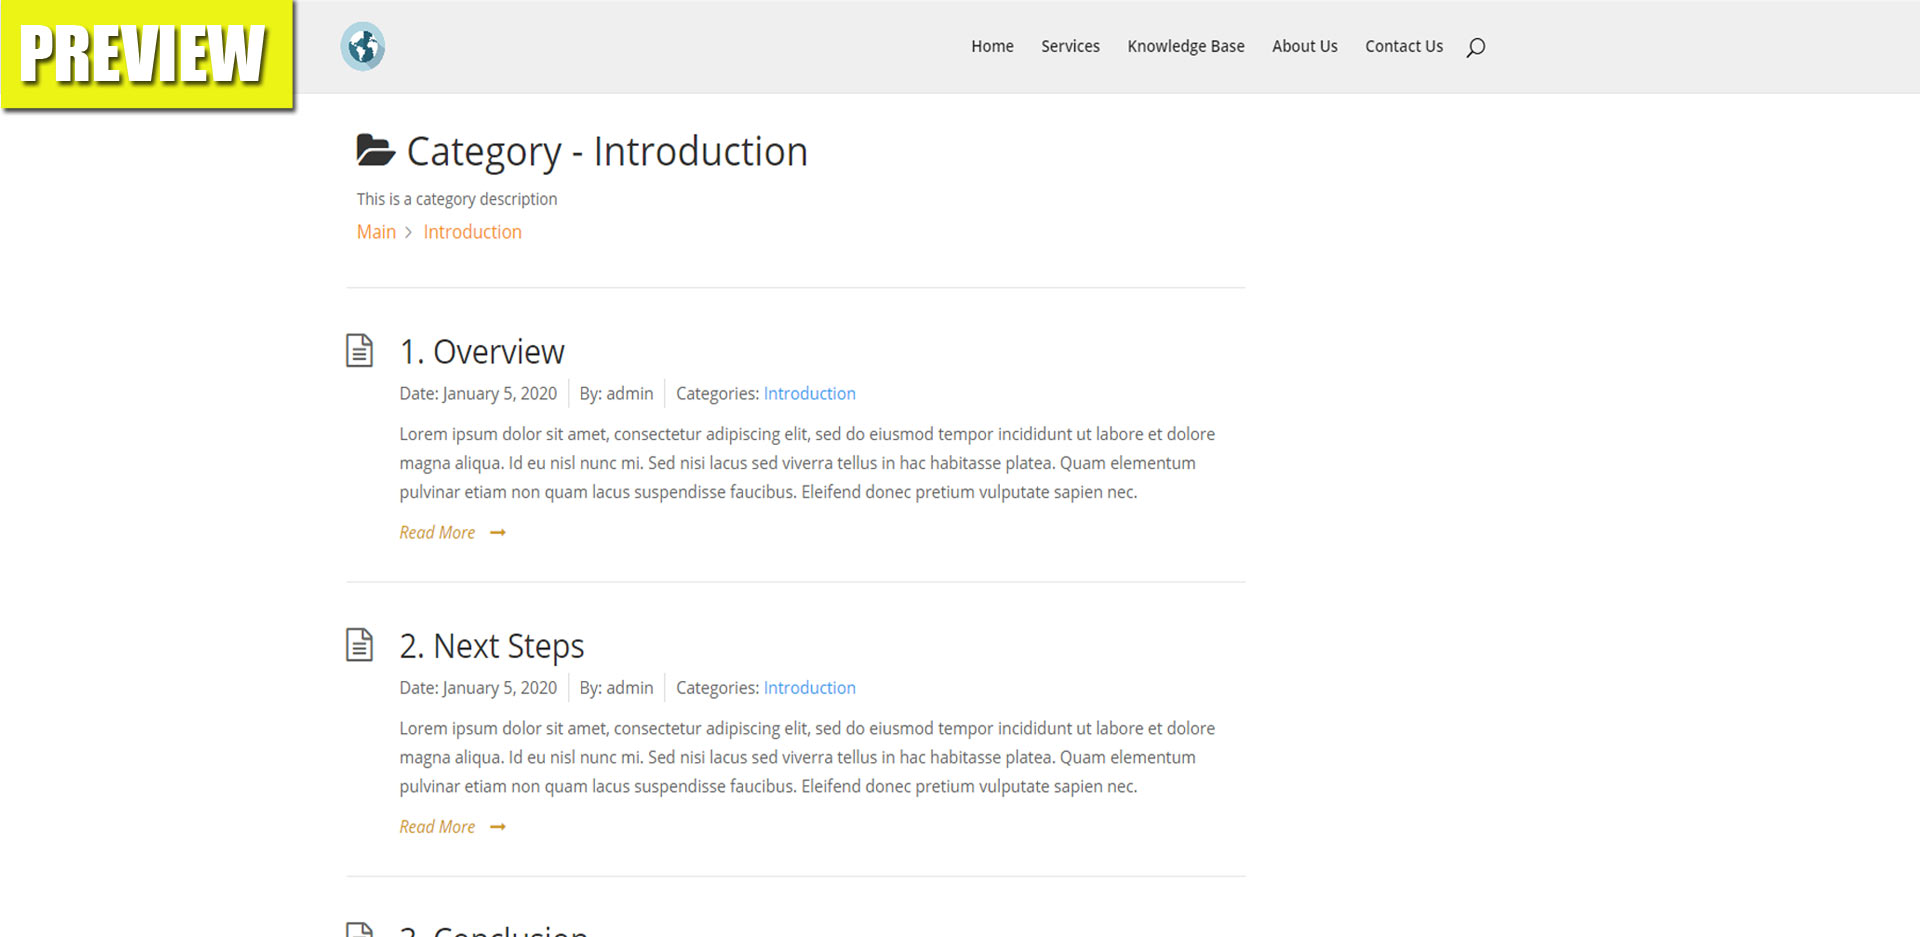 PREVIEW
Home Services Knowledge Base About Us Contact Us
Category - Introduction
This is a category description
Main > Introduction
1. Overview
Date: January 5, 2020 By: admin Categories: Introduction
Lorem ipsum dolor sit amet, consectetur adipiscing elit, sed do eiusmod tempor incididunt ut labore et dolore
magna aliqua. Id eu nisl nunc mi. Sed nisi lacus sed viverra tellus in hac habitasse platea. Quam elementum
pulvinar etiam non quam lacus suspendisse faucibus. Eleifend donec pretium vulputate sapien nec.
Read More
2. Next Steps
Date: January 5, 2020 By: admin Categories: Introduction
Lorem ipsum dolor sit amet, consectetur adipiscing elit, sed do eiusmod tempor incididunt ut labore et dolore
magna aliqua. Id eu nisl nunc mi. Sed nisi lacus sed viverra tellus in hac habitasse platea. Quam elementum
pulvinar etiam non quam lacus suspendisse faucibus. Eleifend donec pretium vulputate sapien nec.
Read More
3. Conclusion